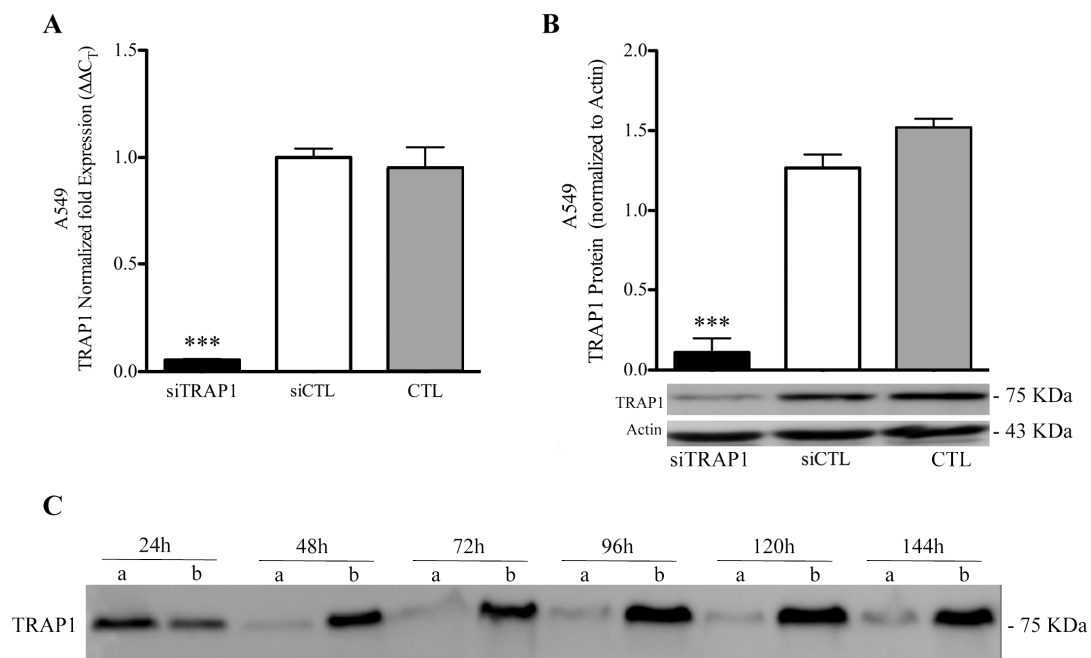 A
A549
TRAP1 Normalized fold Expression (ΔΔC_T)
1.5
1.0
0.5
0.0
***
siTRAP1 siCTL CTL
B
A549
TRAP1 Protein (normalized to Actin)
2.0
1.5
1.0
0.5
0.0
***
TRAP1 - 75 KDa
Actin - 43 KDa
siTRAP1 siCTL CTL
C
24h 48h 72h 96h 120h 144h
a b a b a b a b a b a b
TRAP1 - 75 KDa